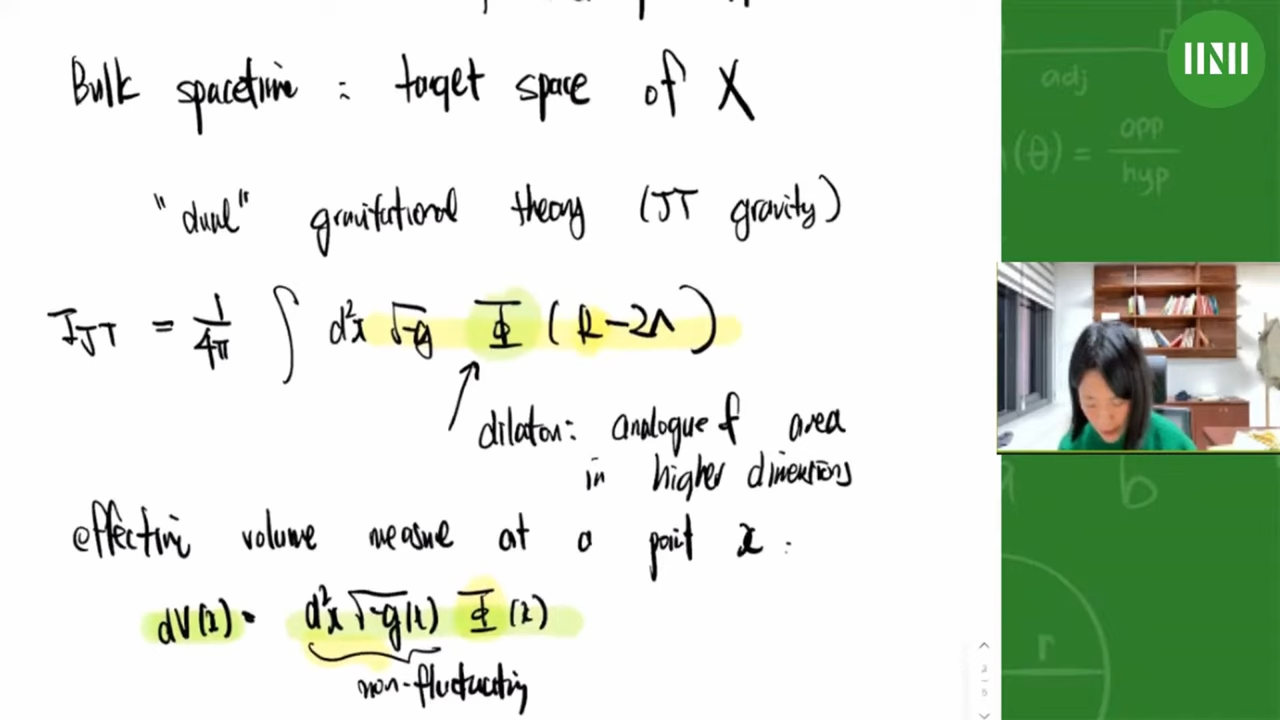 Bulk spacetime = target space of X
"dual" gravitational theory (JT gravity)
I_JT = 1/4π ∫ d²x √-g Φ (R-2Λ)
dilaton: analogue of area
in higher dimensions
effective volume measure at a point x :
dV(x) = d²x √-g(x) Φ (x)
non-fluctuating
adj
(θ) = opp/hyp
b
r